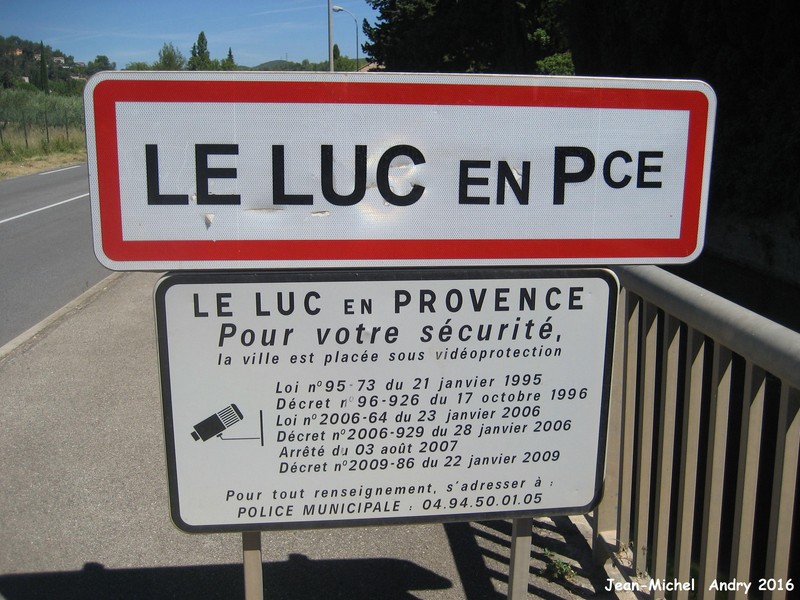 LE LUC EN PCE
LE LUC EN PROVENCE
Pour votre sécurité,
la ville est placée sous vidéoprotection
Loi n°95-73 du 21 janvier 1995
Décret n°96-926 du 17 octobre 1996
Loi n°2006-64 du 23 janvier 2006
Décret n°2006-929 du 28 janvier 2006
Arrêté du 03 août 2007
Décret n°2009-86 du 22 janvier 2009
Pour tout renseignement, s'adresser à :
POLICE MUNICIPALE : 04.94.50.01.05
Jean-Michel Andry 2016